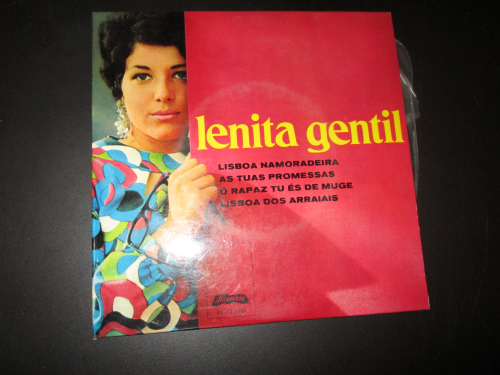 lenita gentil
LISBOA NAMORADEIRA
AS TUAS PROMESSAS
Ó RAPAZ TU ÉS DE MUGE
LISBOA DOS ARRAIAIS